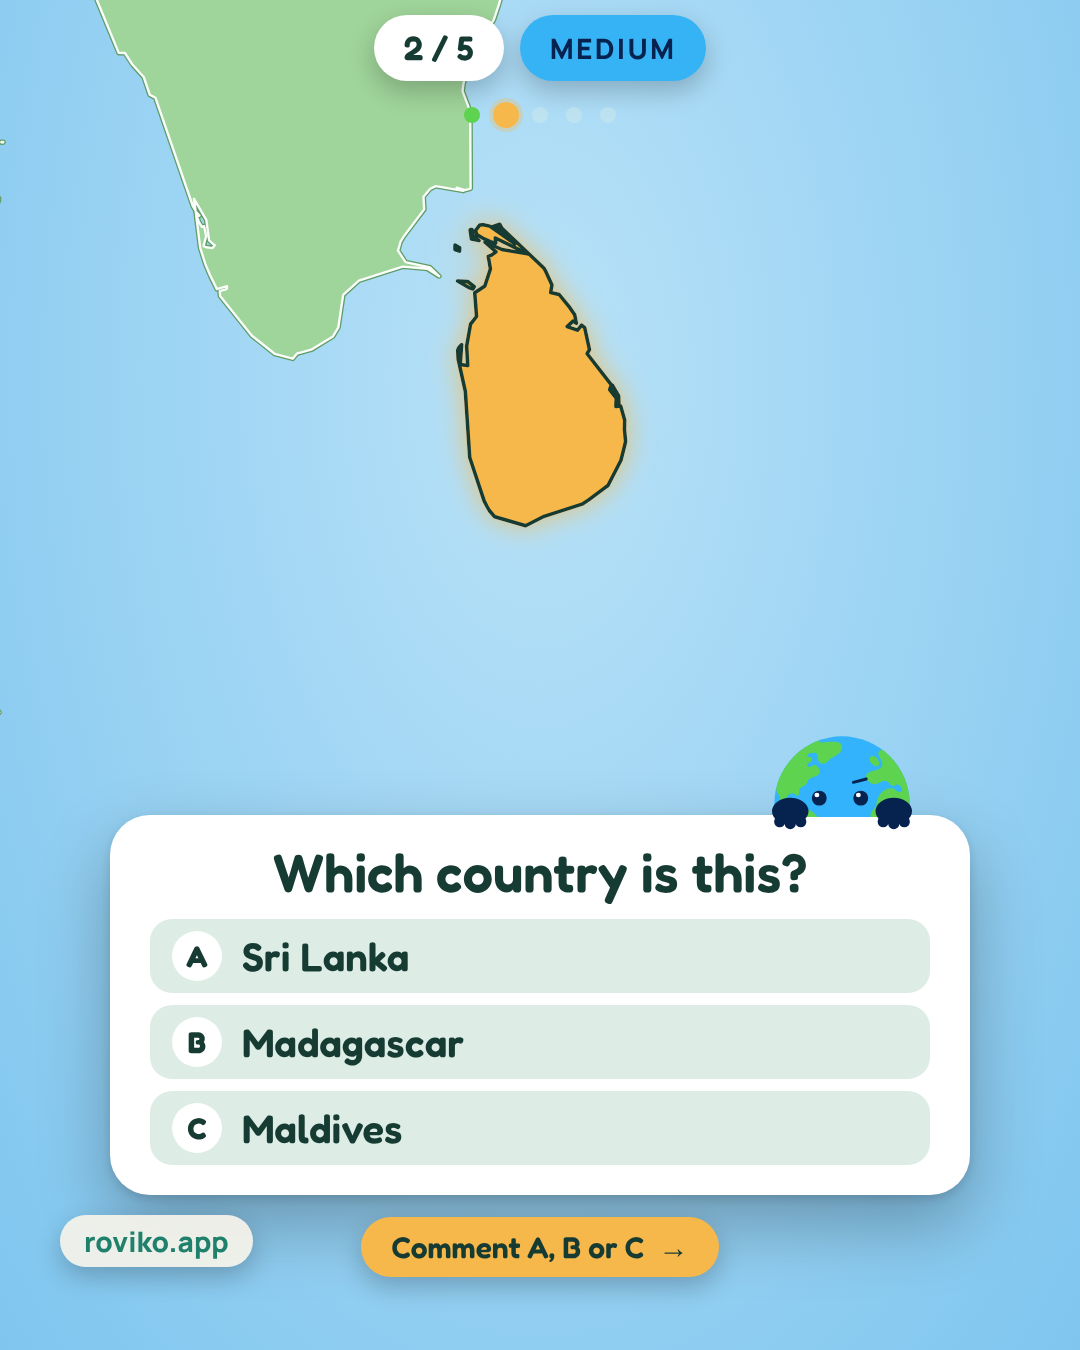 2 / 5
MEDIUM
Which country is this?
A Sri Lanka
B Madagascar
C Maldives
roviko.app
Comment A, B or C →